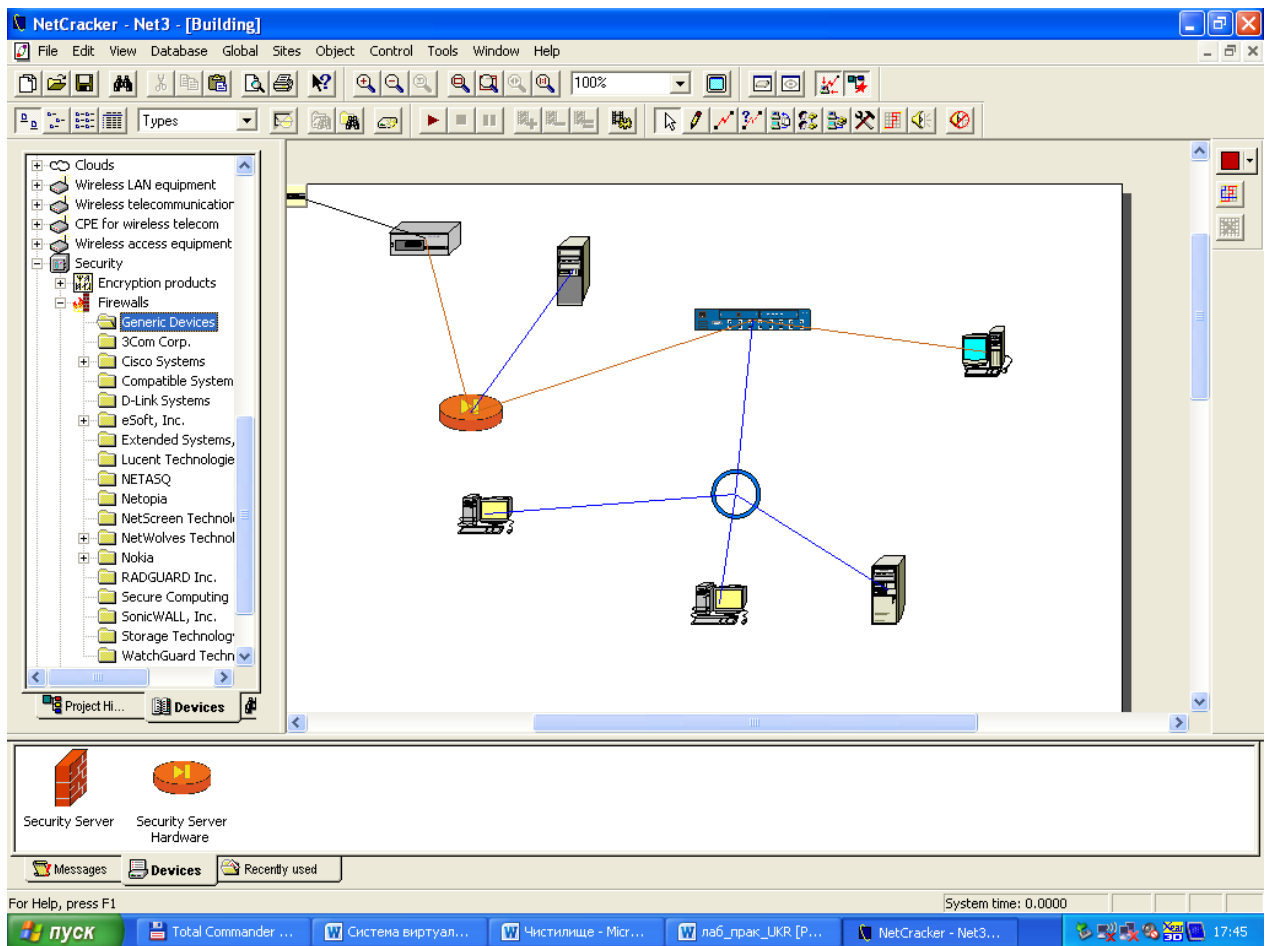 NetCracker - Net3 - [Building]
File Edit View Database Global Sites Object Control Tools Window Help
100%
Types
Clouds
Wireless LAN equipment
Wireless telecommunication
CPE for wireless telecom
Wireless access equipment
Security
Encryption products
Firewalls
Generic Devices
3Com Corp.
Cisco Systems
Compatible System
D-Link Systems
eSoft, Inc.
Extended Systems,
Lucent Technologie
NETASQ
Netopia
NetScreen Technol
NetWolves Technol
Nokia
RADGUARD Inc.
Secure Computing
SonicWALL, Inc.
Storage Technolog
WatchGuard Techn
Project Hi... Devices
Security Server
Security Server
Hardware
Messages Devices Recently used
For Help, press F1 System time: 0.0000
пуск Total Commander ... Система виртуал... Чистилище - Micr... лаб_прак_UKR [P... NetCracker - Net3... 17:45